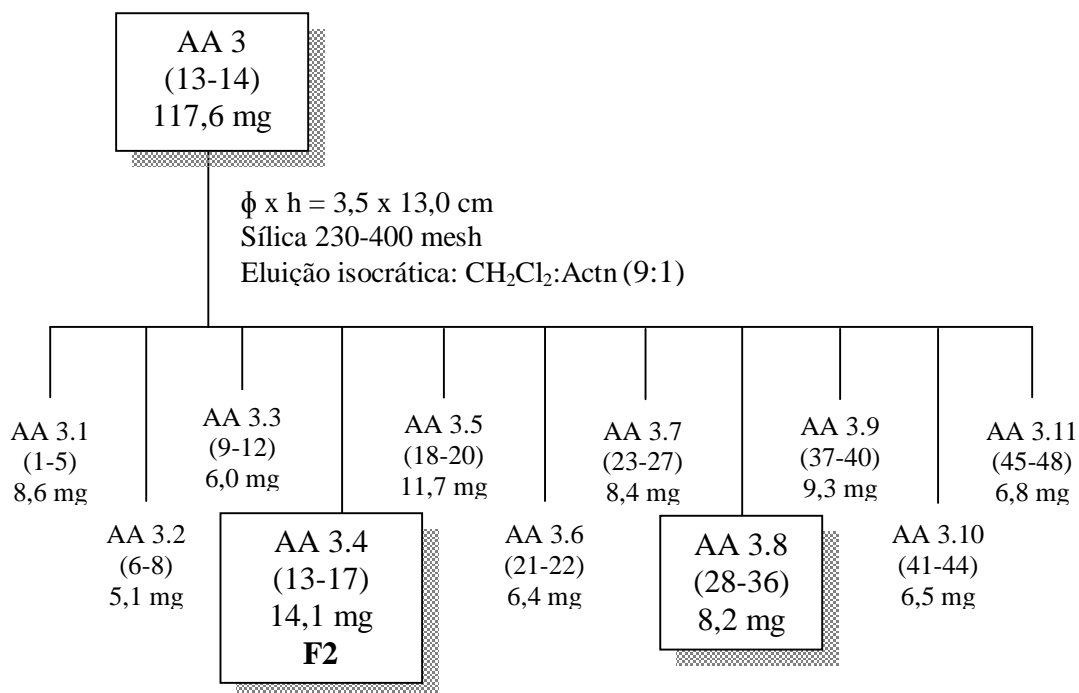 AA 3
(13-14)
117,6 mg
ϕ x h = 3,5 x 13,0 cm
Sílica 230-400 mesh
Eluição isocrática: CH₂Cl₂:Actn (9:1)
AA 3.1
(1-5)
8,6 mg
AA 3.2
(6-8)
5,1 mg
AA 3.3
(9-12)
6,0 mg
AA 3.4
(13-17)
14,1 mg
F2
AA 3.5
(18-20)
11,7 mg
AA 3.6
(21-22)
6,4 mg
AA 3.7
(23-27)
8,4 mg
AA 3.8
(28-36)
8,2 mg
AA 3.9
(37-40)
9,3 mg
AA 3.10
(41-44)
6,5 mg
AA 3.11
(45-48)
6,8 mg